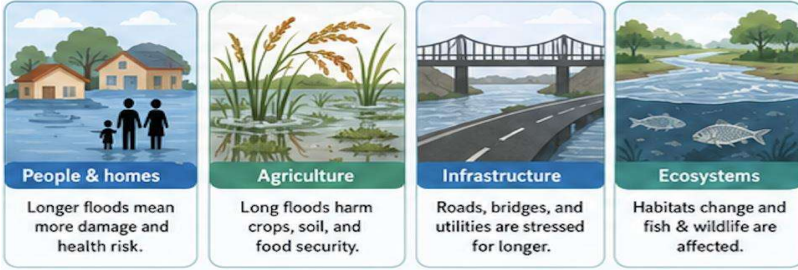 People & homes
Longer floods mean
more damage and
health risk.
Agriculture
Long floods harm
crops, soil, and
food security.
Infrastructure
Roads, bridges, and
utilities are stressed
for longer.
Ecosystems
Habitats change and
fish & wildlife are
affected.